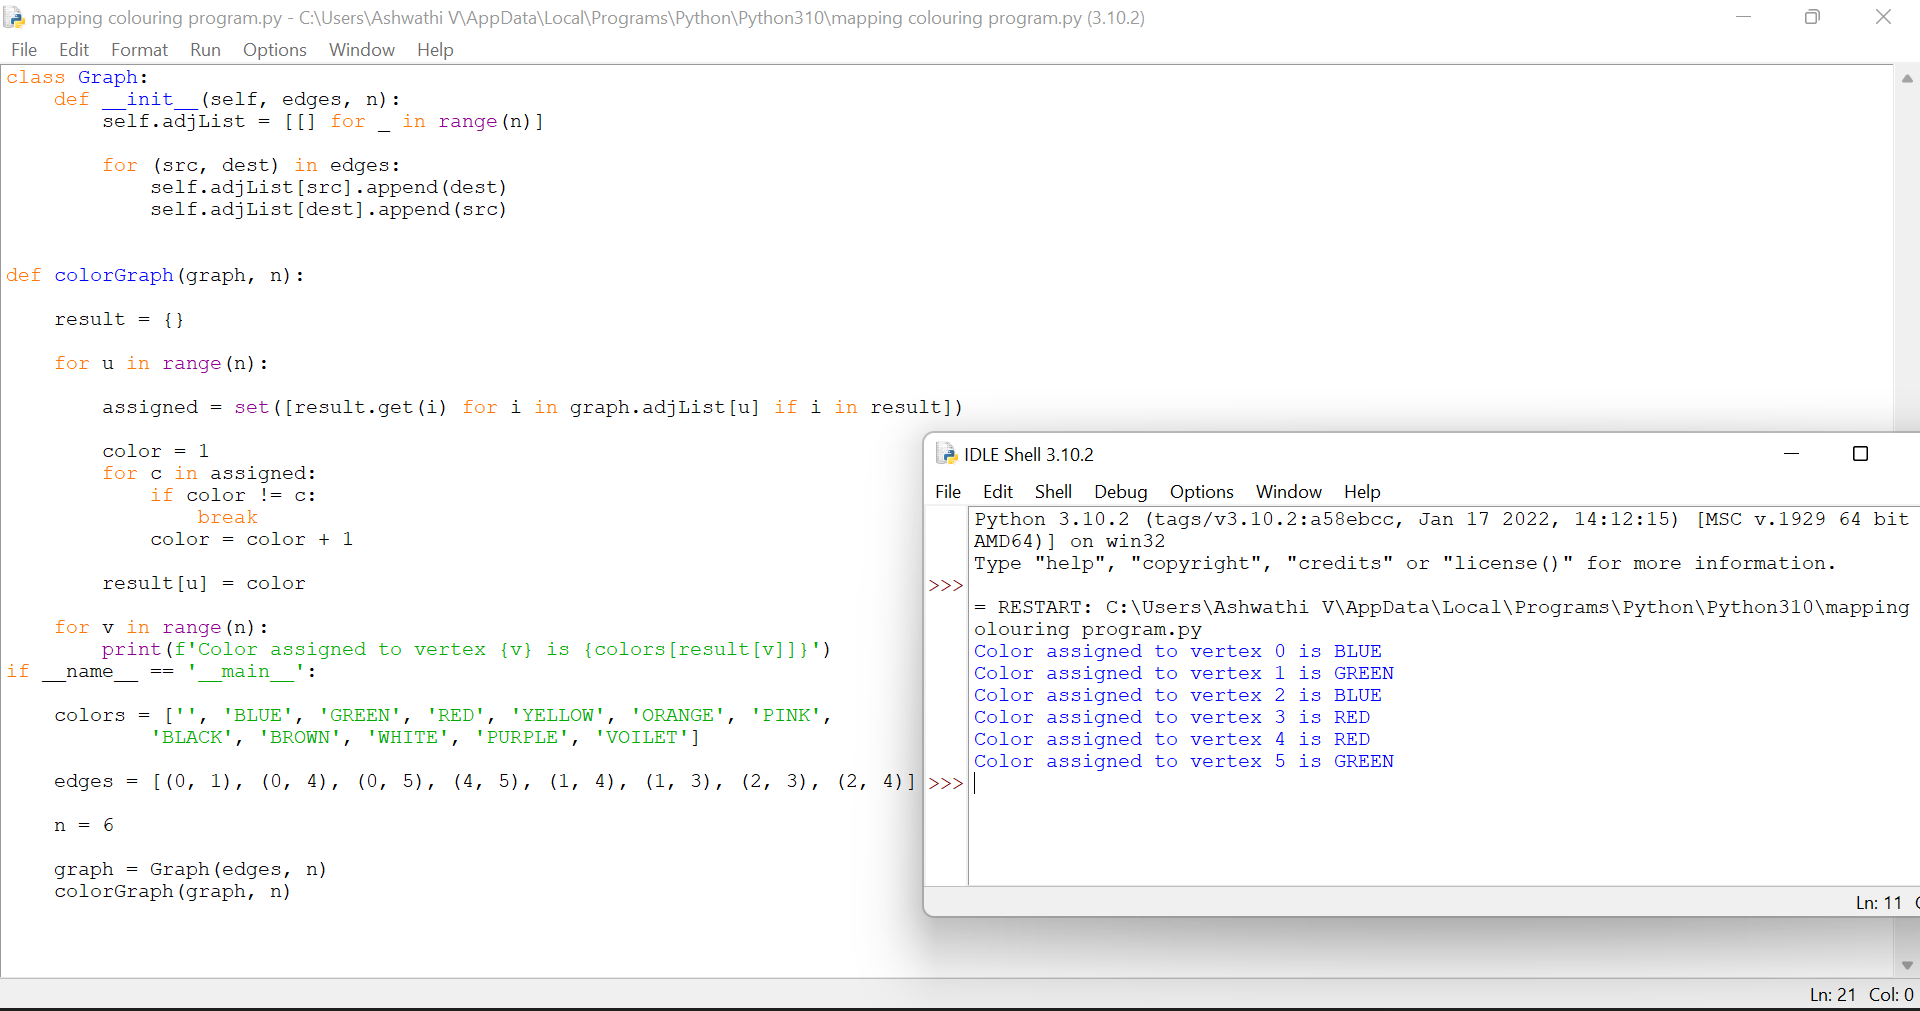 mapping colouring program.py - C:\Users\Ashwathi V\AppData\Local\Programs\Python\Python310\mapping colouring program.py (3.10.2)
File Edit Format Run Options Window Help
class Graph:
    def __init__(self, edges, n):
        self.adjList = [[] for _ in range(n)]
        for (src, dest) in edges:
            self.adjList[src].append(dest)
            self.adjList[dest].append(src)
def colorGraph(graph, n):
    result = {}
    for u in range(n):
        assigned = set([result.get(i) for i in graph.adjList[u] if i in result])
        color = 1
        for c in assigned:
            if color != c:
                break
            color = color + 1
        result[u] = color
    for v in range(n):
        print(f'Color assigned to vertex {v} is {colors[result[v]]}')
if __name__ == '__main__':
    colors = ['', 'BLUE', 'GREEN', 'RED', 'YELLOW', 'ORANGE', 'PINK',
            'BLACK', 'BROWN', 'WHITE', 'PURPLE', 'VOILET']
    edges = [(0, 1), (0, 4), (0, 5), (4, 5), (1, 4), (1, 3), (2, 3), (2, 4)]
    n = 6
    graph = Graph(edges, n)
    colorGraph(graph, n)
IDLE Shell 3.10.2
File Edit Shell Debug Options Window Help
Python 3.10.2 (tags/v3.10.2:a58ebcc, Jan 17 2022, 14:12:15) [MSC v.1929 64 bit
AMD64)] on win32
Type "help", "copyright", "credits" or "license()" for more information.
>>>
= RESTART: C:\Users\Ashwathi V\AppData\Local\Programs\Python\Python310\mapping
olouring program.py
Color assigned to vertex 0 is BLUE
Color assigned to vertex 1 is GREEN
Color assigned to vertex 2 is BLUE
Color assigned to vertex 3 is RED
Color assigned to vertex 4 is RED
Color assigned to vertex 5 is GREEN
>>>
Ln: 11
Ln: 21 Col: 0